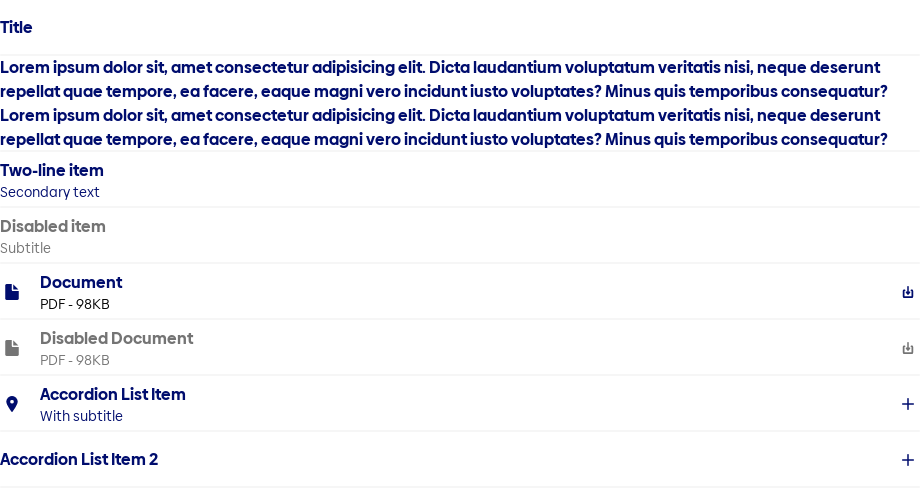 Title
Lorem ipsum dolor sit, amet consectetur adipisicing elit. Dicta laudantium voluptatum veritatis nisi, neque deserunt
repellat quae tempore, ea facere, eaque magni vero incidunt iusto voluptates? Minus quis temporibus consequatur?
Lorem ipsum dolor sit, amet consectetur adipisicing elit. Dicta laudantium voluptatum veritatis nisi, neque deserunt
repellat quae tempore, ea facere, eaque magni vero incidunt iusto voluptates? Minus quis temporibus consequatur?
Two-line item
Secondary text
Disabled item
Subtitle
Document
PDF - 98KB
Disabled Document
PDF - 98KB
Accordion List Item
With subtitle
Accordion List Item 2